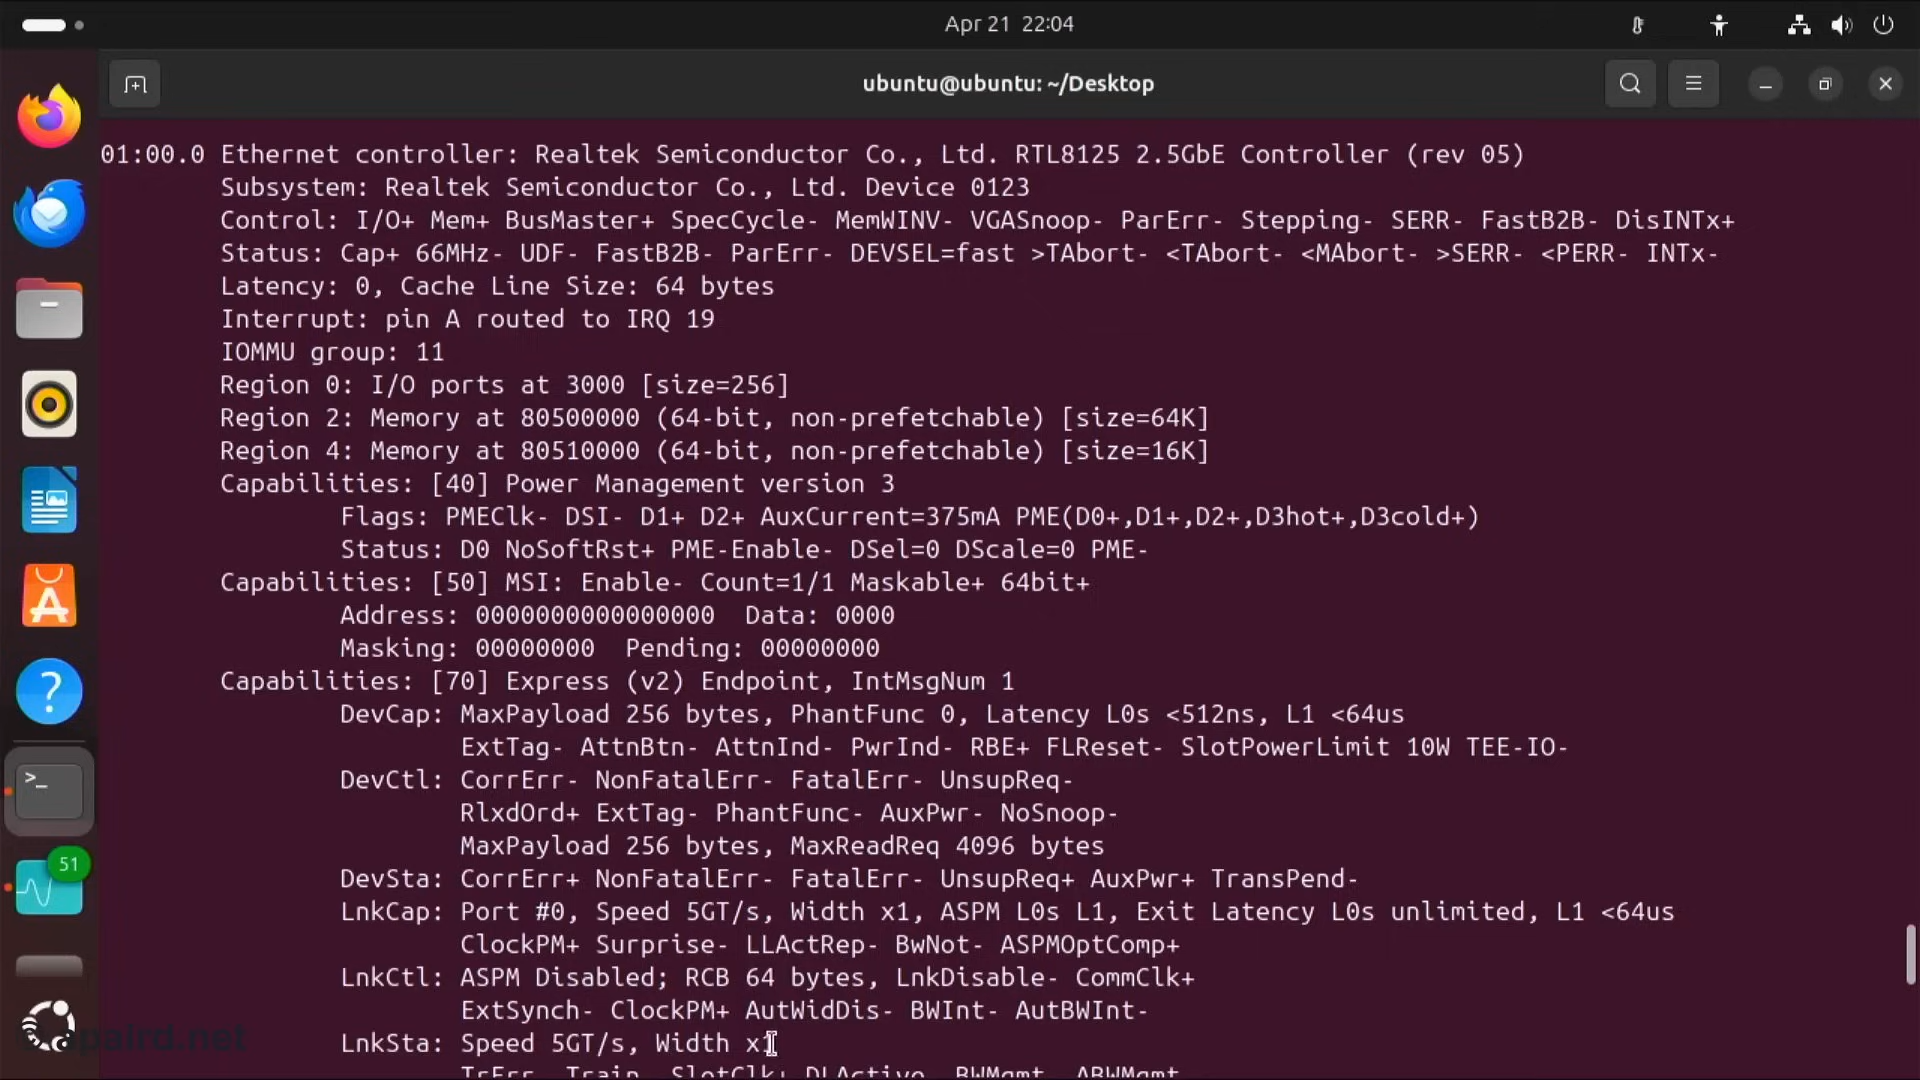 Apr 21 22:04
ubuntu@ubuntu: ~/Desktop
01:00.0 Ethernet controller: Realtek Semiconductor Co., Ltd. RTL8125 2.5GbE Controller (rev 05)
Subsystem: Realtek Semiconductor Co., Ltd. Device 0123
Control: I/O+ Mem+ BusMaster+ SpecCycle- MemWINV- VGASnoop- ParErr- Stepping- SERR- FastB2B- DisINTx+
Status: Cap+ 66MHz- UDF- FastB2B- ParErr- DEVSEL=fast >TAbort- <TAbort- <MAbort- >SERR- <PERR- INTx-
Latency: 0, Cache Line Size: 64 bytes
Interrupt: pin A routed to IRQ 19
IOMMU group: 11
Region 0: I/O ports at 3000 [size=256]
Region 2: Memory at 80500000 (64-bit, non-prefetchable) [size=64K]
Region 4: Memory at 80510000 (64-bit, non-prefetchable) [size=16K]
Capabilities: [40] Power Management version 3
Flags: PMEClk- DSI- D1+ D2+ AuxCurrent=375mA PME(D0+,D1+,D2+,D3hot+,D3cold+)
Status: D0 NoSoftRst+ PME-Enable- DSel=0 DScale=0 PME-
Capabilities: [50] MSI: Enable- Count=1/1 Maskable+ 64bit+
Address: 0000000000000000 Data: 0000
Masking: 00000000 Pending: 00000000
Capabilities: [70] Express (v2) Endpoint, IntMsgNum 1
DevCap: MaxPayload 256 bytes, PhantFunc 0, Latency L0s <512ns, L1 <64us
ExtTag- AttnBtn- AttnInd- PwrInd- RBE+ FLReset- SlotPowerLimit 10W TEE-IO-
DevCtl: CorrErr- NonFatalErr- FatalErr- UnsupReq-
RlxdOrd+ ExtTag- PhantFunc- AuxPwr- NoSnoop-
MaxPayload 256 bytes, MaxReadReq 4096 bytes
51
DevSta: CorrErr+ NonFatalErr- FatalErr- UnsupReq+ AuxPwr+ TransPend-
LnkCap: Port #0, Speed 5GT/s, Width x1, ASPM L0s L1, Exit Latency L0s unlimited, L1 <64us
ClockPM+ Surprise- LLActRep- BwNot- ASPMOptComp+
LnkCtl: ASPM Disabled; RCB 64 bytes, LnkDisable- CommClk+
ExtSynch- ClockPM+ AutWidDis- BWInt- AutBWInt-
LnkSta: Speed 5GT/s, Width x1
TrErr- Train- SlotClk+ DLActive- BWMgmt- ABWMgmt-
apaird.net